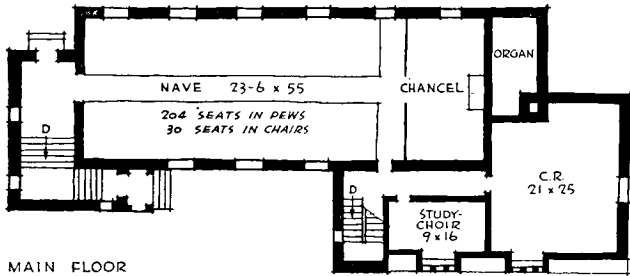 ORGAN
NAVE 23-6 x 55
CHANCEL
204 SEATS IN PEWS
30 SEATS IN CHAIRS
D
C.R.
21 x 25
D
STUDY-
CHOIR
9 x 16
MAIN FLOOR